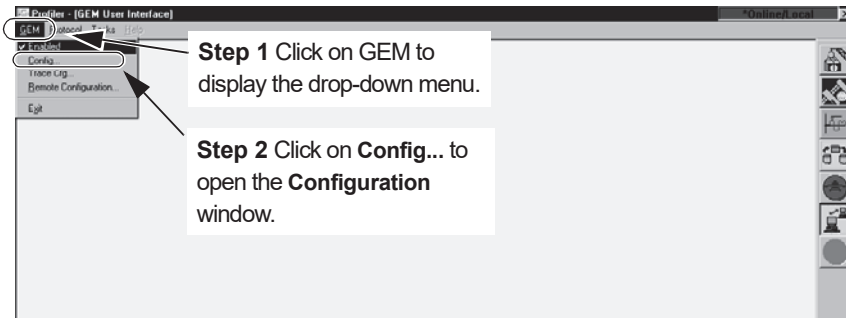 Profiler - [GEM User Interface]
*Online/Local
GEM Protocol Tasks Help
Enabled
Config...
Trace Cfg...
Remote Configuration...
Exit
Step 1 Click on GEM to
display the drop-down menu.
Step 2 Click on Config... to
open the Configuration
window.